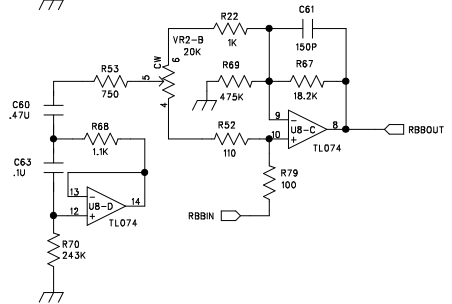 R22
1K
C61
150P
VR2-B
20K
CW
6
5
4
R53
750
R69
475K
R67
18.2K
C60
.47U
R68
1.1K
9
10
U8-C
8
TL074
RBBOUT
R52
110
C63
.1U
R79
100
13
12
U8-D
14
TL074
RBBIN
R70
243K